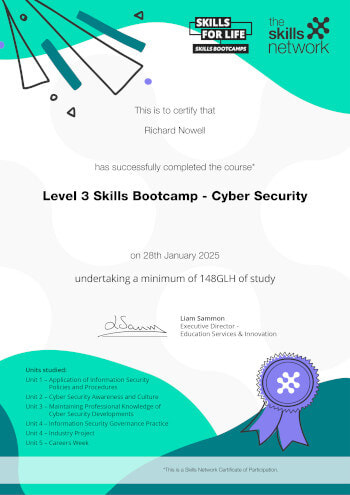 SKILLS
FOR LIFE
SKILLS BOOTCAMPS
the
skills
network
This is to certify that
Richard Nowell
has successfully completed the course*
Level 3 Skills Bootcamp - Cyber Security
on 28th January 2025
undertaking a minimum of 148GLH of study
Liam Sammon
Executive Director -
Education Services & Innovation
Units studied:
Unit 1 – Application of Information Security
Policies and Procedures
Unit 2 – Cyber Security Awareness and Culture
Unit 3 – Maintaining Professional Knowledge of
Cyber Security Developments
Unit 4 – Information Security Governance Practice
Unit 4 – Industry Project
Unit 5 – Careers Week
*This is a Skills Network Certificate of Participation.